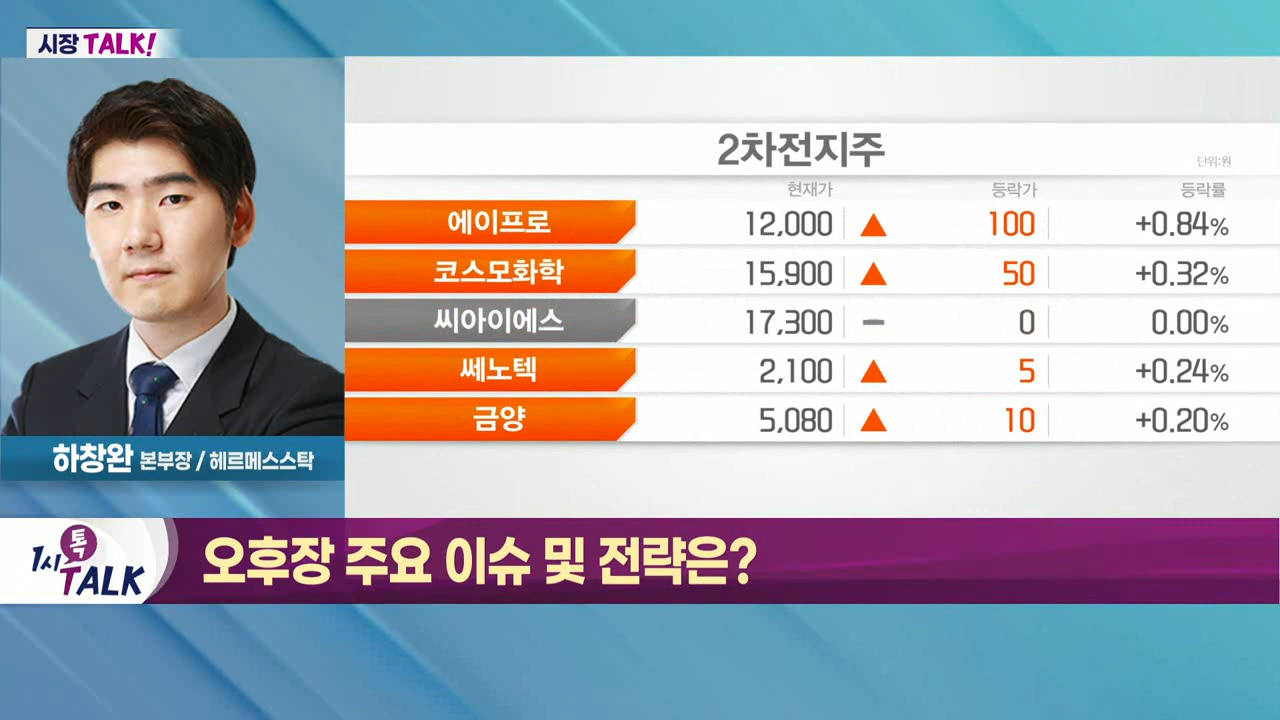 시장 TALK!
2차전지주
단위:원
현재가 등락가 등락률
에이프로 12,000 ▲ 100 +0.84%
코스모화학 15,900 ▲ 50 +0.32%
씨아이에스 17,300 - 0 0.00%
쎄노텍 2,100 ▲ 5 +0.24%
금양 5,080 ▲ 10 +0.20%
하창완 본부장 / 헤르메스스탁
1시 톡 TALK
오후장 주요 이슈 및 전략은?